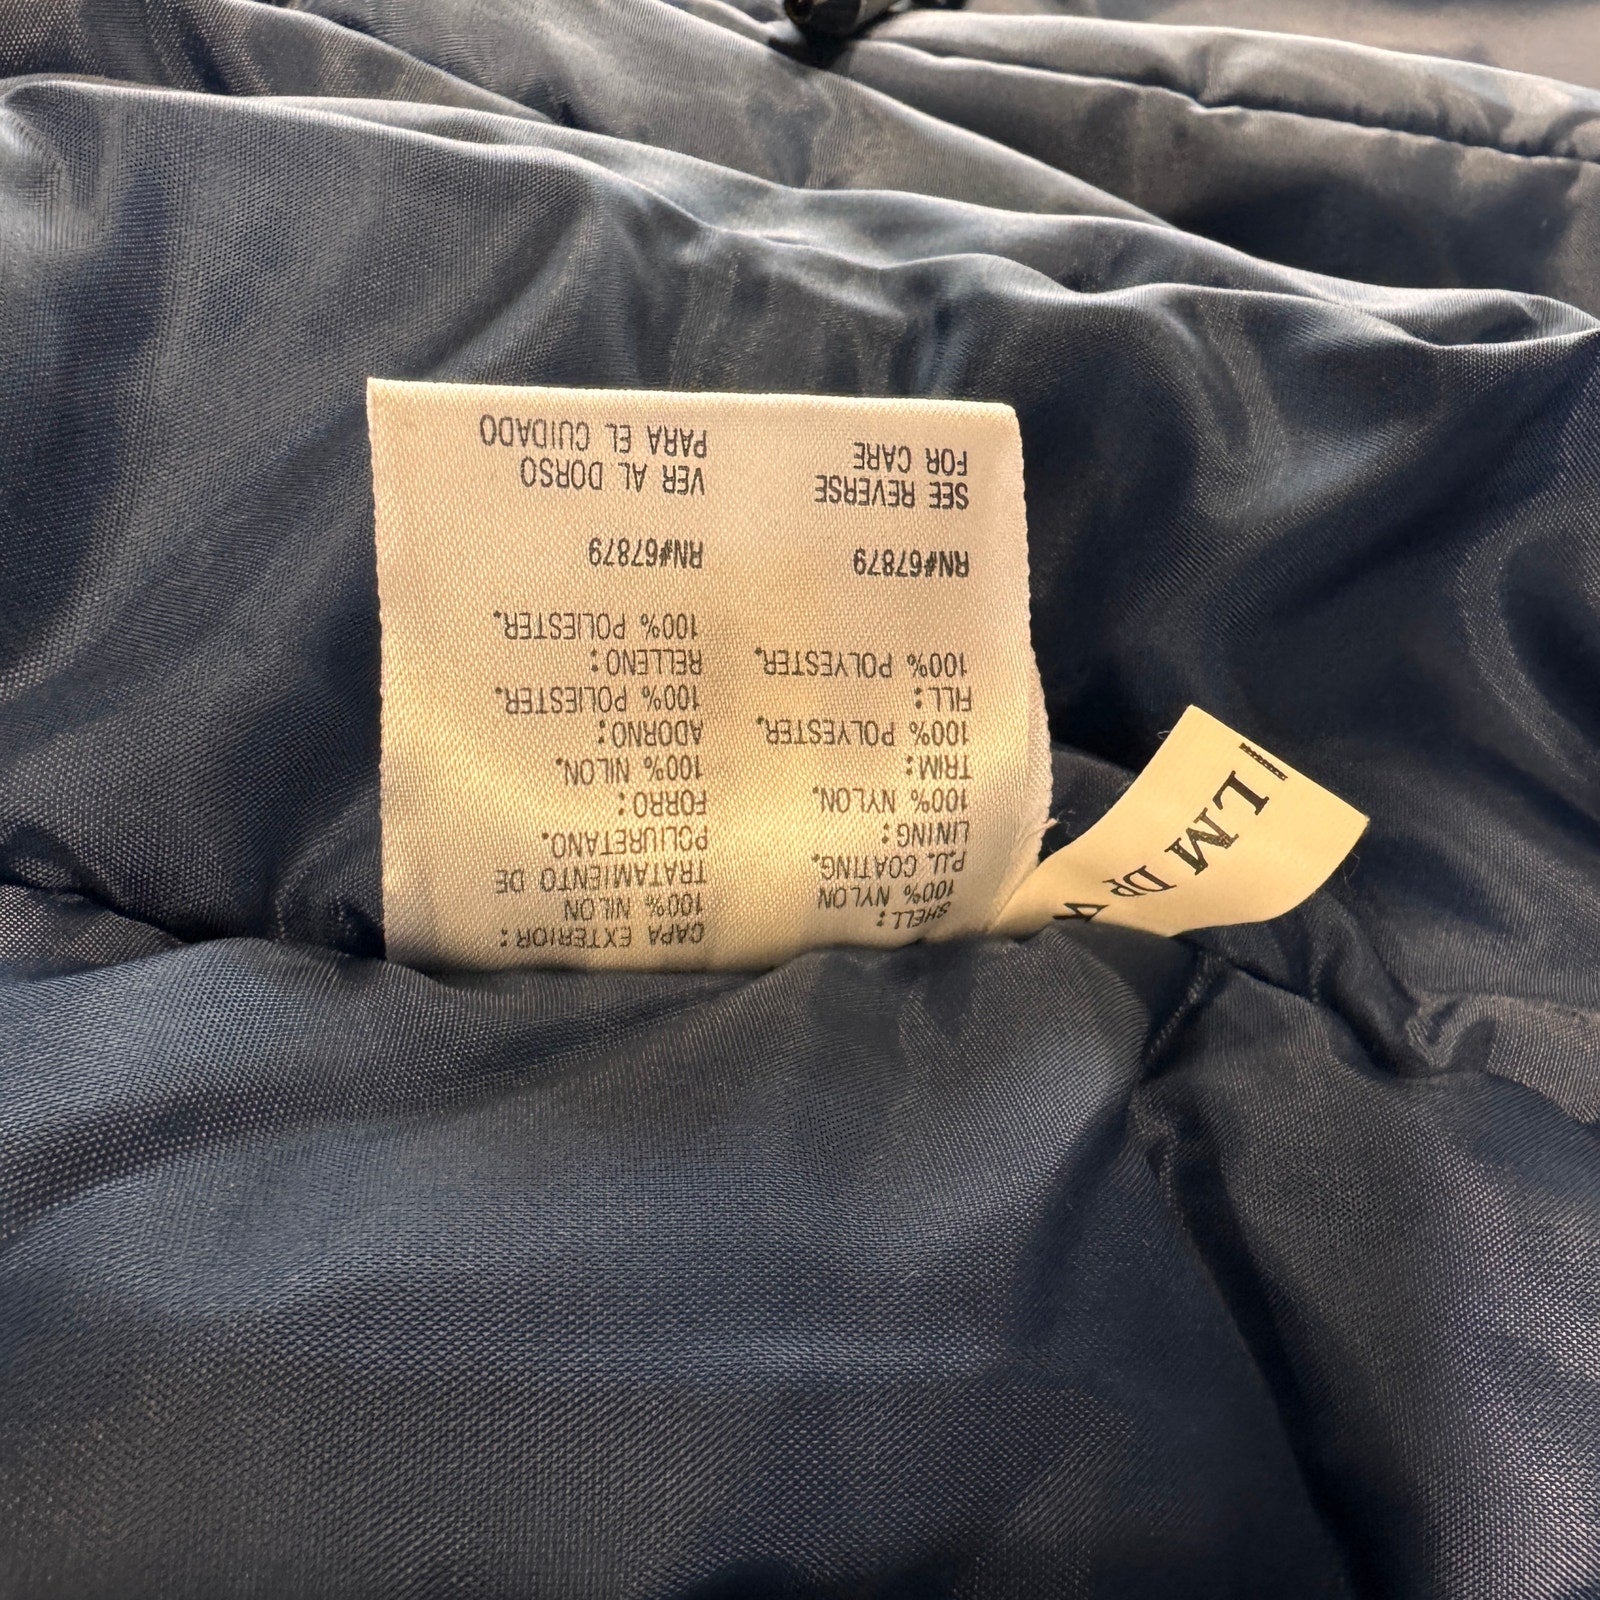 SHELL:
100% NYLON
P.U. COATING.
LINING:
100% NYLON.
TRIM:
100% POLYESTER.
FILL:
100% POLYESTER.
RN#67879
SEE REVERSE
FOR CARE
CAPA EXTERIOR:
100% NILON
TRATAMIENTO DE
POLIURETANO.
FORRO:
100% NILON.
ADORNO:
100% POLIESTER.
RELLENO:
100% POLIESTER.
RN#67879
VER AL DORSO
PARA EL CUIDADO
LM Dp